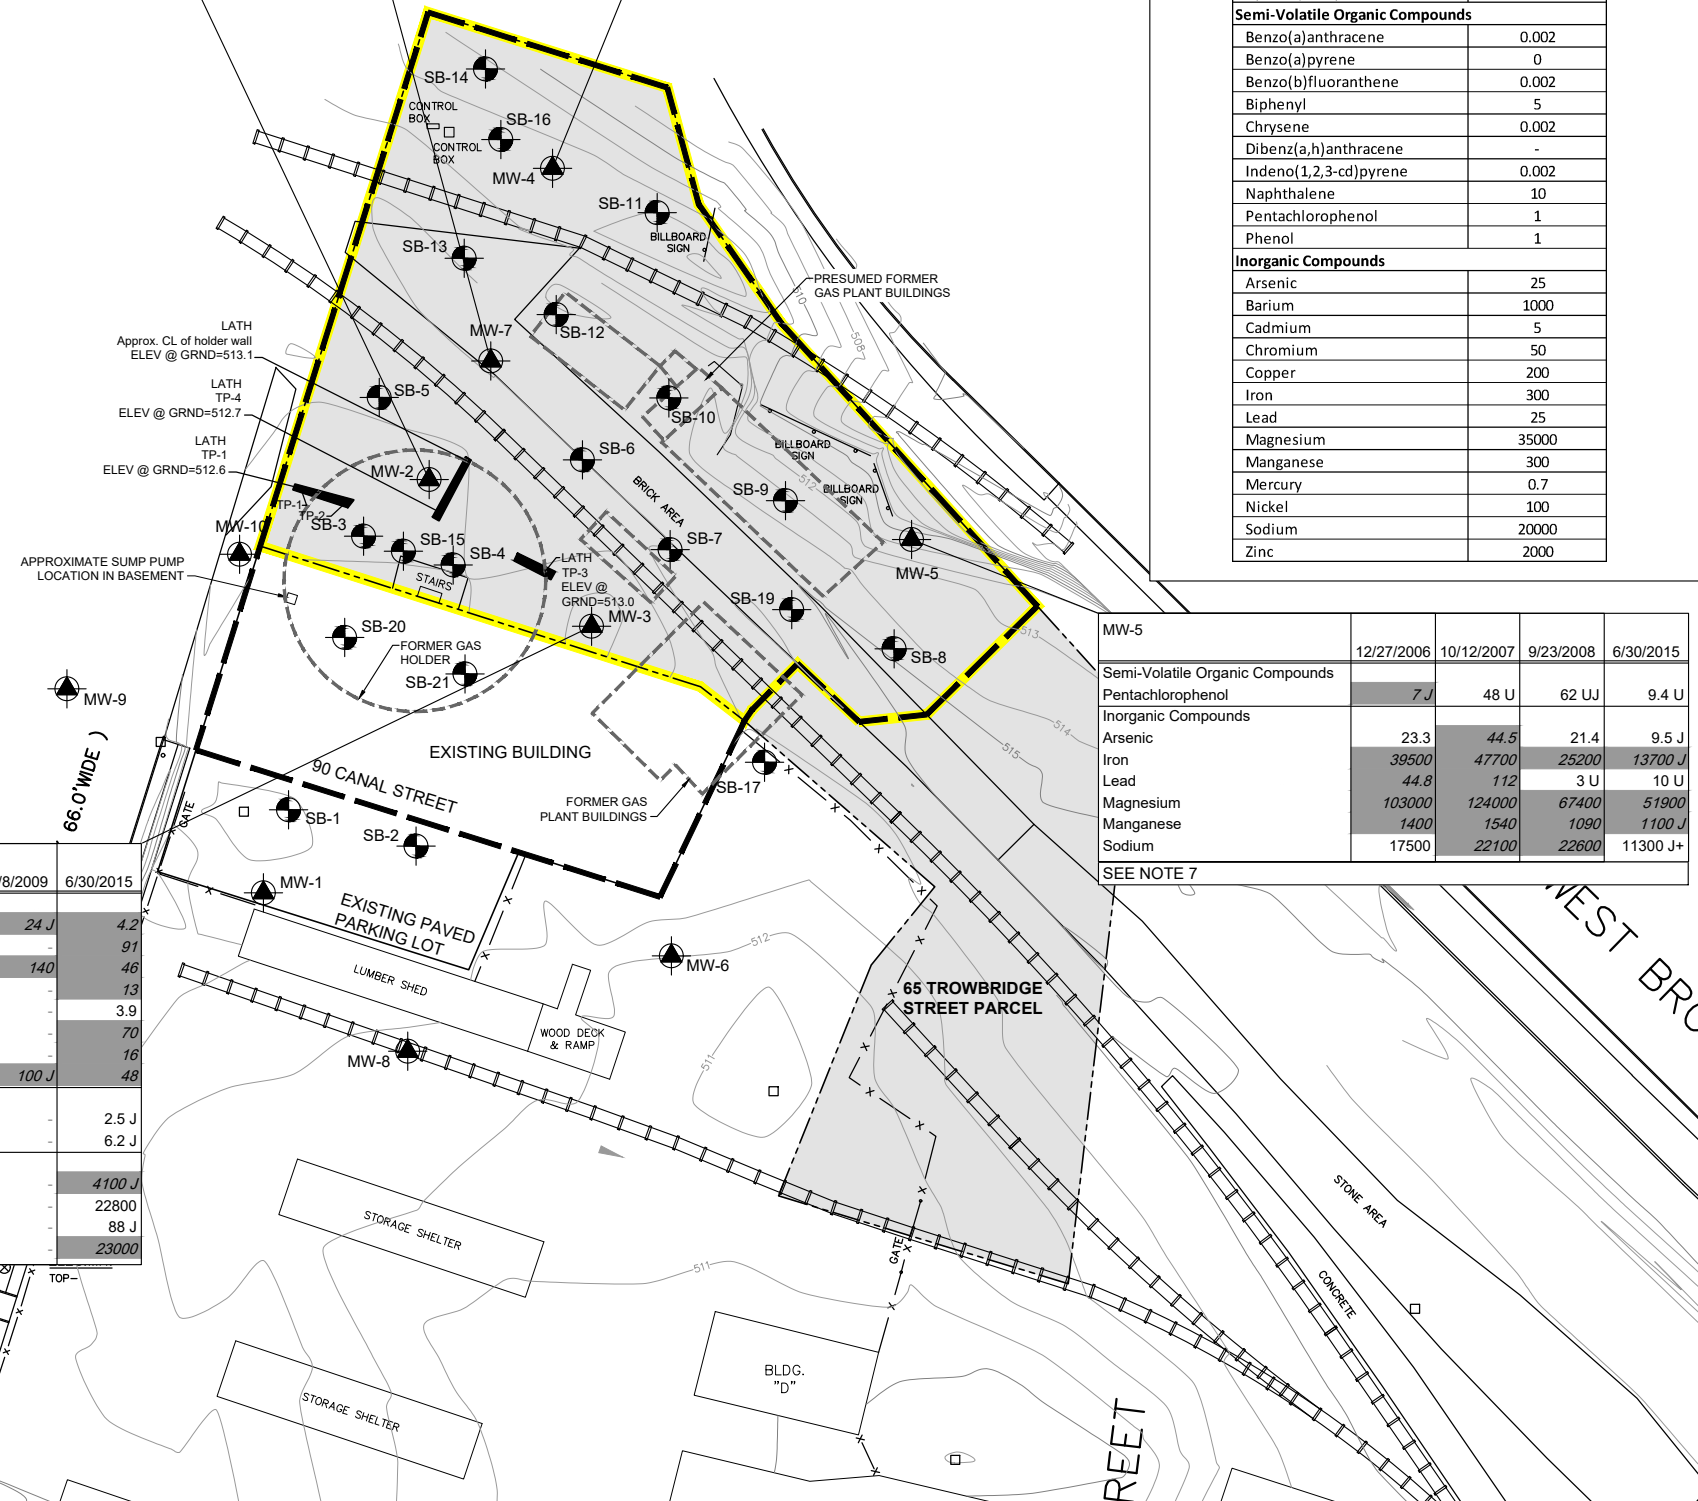 Semi-Volatile Organic Compounds
Benzo(a)anthracene 0.002
Benzo(a)pyrene 0
Benzo(b)fluoranthene 0.002
Biphenyl 5
Chrysene 0.002
Dibenz(a,h)anthracene -
Indeno(1,2,3-cd)pyrene 0.002
Naphthalene 10
Pentachlorophenol 1
Phenol 1
Inorganic Compounds
Arsenic 25
Barium 1000
Cadmium 5
Chromium 50
Copper 200
Iron 300
Lead 25
Magnesium 35000
Manganese 300
Mercury 0.7
Nickel 100
Sodium 20000
Zinc 2000
SB-14
CONTROL
BOX
SB-16
CONTROL
BOX
MW-4
SB-11
BILLBOARD
SIGN
SB-13
PRESUMED FORMER
GAS PLANT BUILDINGS
510
508
SB-12
MW-7
LATH
Approx. CL of holder wall
ELEV @ GRND=513.1
LATH
TP-4
ELEV @ GRND=512.7
LATH
TP-1
ELEV @ GRND=512.6
SB-5
SB-10
SB-6
BILLBOARD
SIGN
MW-2
BRICK AREA
SB-9
512
BILLBOARD
SIGN
TP-1
TP-2
SB-3
MW-10
SB-15
SB-4
SB-7
MW-5
APPROXIMATE SUMP PUMP
LOCATION IN BASEMENT
STAIRS
LATH
TP-3
ELEV @
GRND=513.0
MW-3
SB-19
SB-20
FORMER GAS
HOLDER
SB-21
SB-8
513
514
515
MW-9
66.0'WIDE )
EXISTING BUILDING
90 CANAL STREET
SB-17
FORMER GAS
PLANT BUILDINGS
GATE
SB-1
SB-2
MW-1
EXISTING PAVED
PARKING LOT
LUMBER SHED
WOOD DECK
& RAMP
MW-8
MW-6
512
511
65 TROWBRIDGE
STREET PARCEL
MW-5 12/27/2006 10/12/2007 9/23/2008 6/30/2015
Semi-Volatile Organic Compounds
Pentachlorophenol 7 J 48 U 62 UJ 9.4 U
Inorganic Compounds
Arsenic 23.3 44.5 21.4 9.5 J
Iron 39500 47700 25200 13700 J
Lead 44.8 112 3 U 10 U
Magnesium 103000 124000 67400 51900
Manganese 1400 1540 1090 1100 J
Sodium 17500 22100 22600 11300 J+
SEE NOTE 7
WEST BRO
/8/2009 6/30/2015
24 J 4.2
- 91
140 46
- 13
- 3.9
- 70
- 16
100 J 48
- 2.5 J
- 6.2 J
- 4100 J
- 22800
- 88 J
- 23000
TOP-
STORAGE SHELTER
STORAGE SHELTER
511
GATE
BLDG.
"D"
STONE AREA
CONCRETE
REET